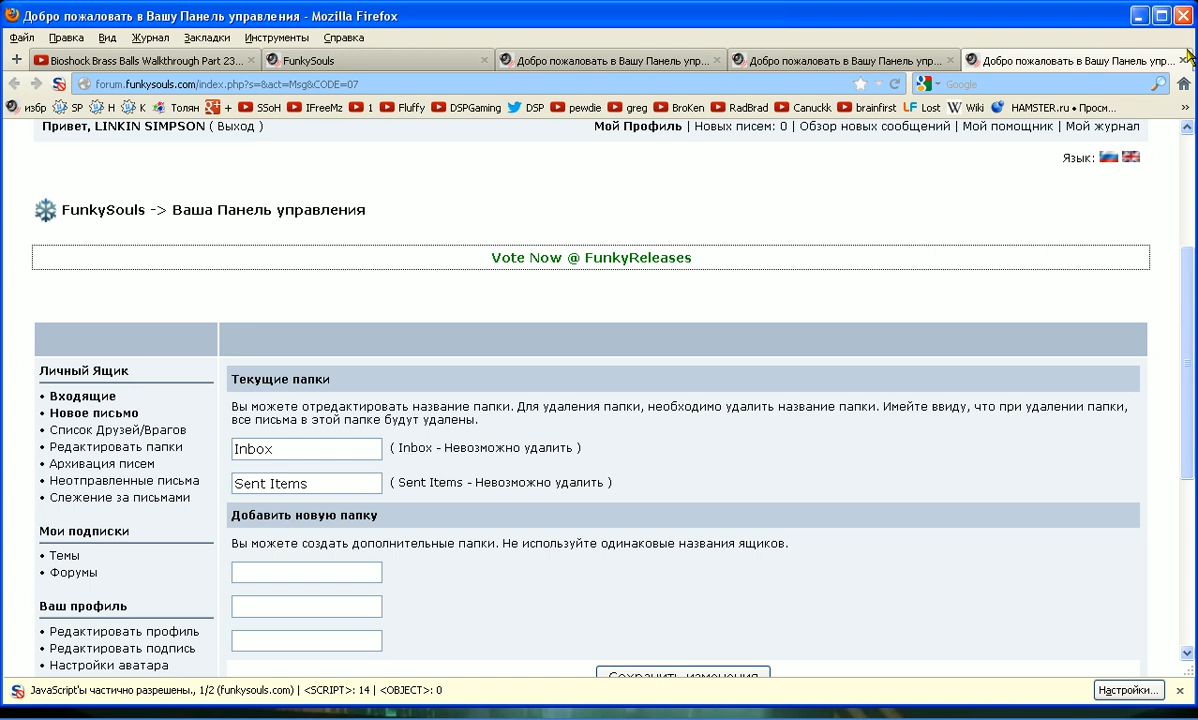 Добро пожаловать в Вашу Панель управления - Mozilla Firefox
Файл Правка Вид Журнал Закладки Инструменты Справка
Bioshock Brass Balls Walkthrough Part 23... FunkySouls Добро пожаловать в Вашу Панель упр... Добро пожаловать в Вашу Панель упр... Добро пожаловать в Вашу Панель упр...
forum.funkysouls.com/index.php?s=&act=Msg&CODE=07 Google
избр SP Н К Толян + SSoH IFreeMz 1 Fluffy DSPGaming DSP pewdie greg BroKen RadBrad Canuckk brainfirst Lost Wiki HAMSTER.ru • Просм...
Привет, LINKIN SIMPSON ( Выход ) Мой Профиль | Новых писем: 0 | Обзор новых сообщений | Мой помощник | Мой журнал
Язык:
FunkySouls -> Ваша Панель управления
Vote Now @ FunkyReleases
Личный Ящик
• Входящие
• Новое письмо
• Список Друзей/Врагов
• Редактировать папки
• Архивация писем
• Неотправленные письма
• Слежение за письмами
Мои подписки
• Темы
• Форумы
Ваш профиль
• Редактировать профиль
• Редактировать подпись
• Настройки аватара
Текущие папки
Вы можете отредактировать название папки. Для удаления папки, необходимо удалить название папки. Имейте ввиду, что при удалении папки,
все письма в этой папке будут удалены.
Inbox ( Inbox - Невозможно удалить )
Sent Items ( Sent Items - Невозможно удалить )
Добавить новую папку
Вы можете создать дополнительные папки. Не используйте одинаковые названия ящиков.
Сохранить изменения
JavaScript'ы частично разрешены., 1/2 (funkysouls.com) | <SCRIPT>: 14 | <OBJECT>: 0 Настройки...